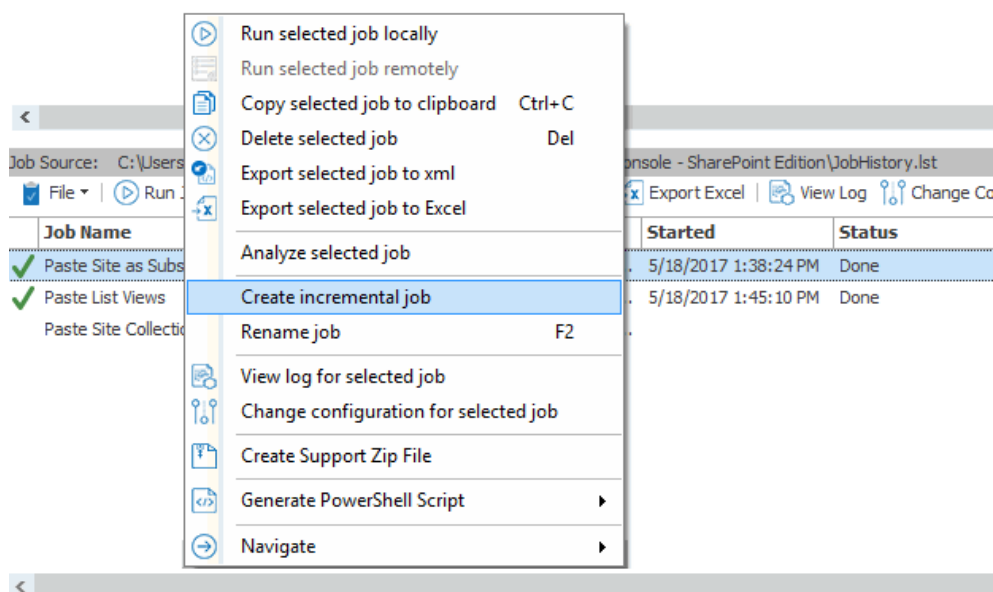 Run selected job locally
Run selected job remotely
Copy selected job to clipboard Ctrl+C
Delete selected job Del
Export selected job to xml
Export selected job to Excel
Analyze selected job
Create incremental job
Rename job F2
View log for selected job
Change configuration for selected job
Create Support Zip File
Generate PowerShell Script
Navigate
Job Source: C:\Users onsole - SharePoint Edition\JobHistory.lst
File Run Export Excel View Log Change Co
Job Name Started Status
Paste Site as Subs 5/18/2017 1:38:24 PM Done
Paste List Views 5/18/2017 1:45:10 PM Done
Paste Site Collectio